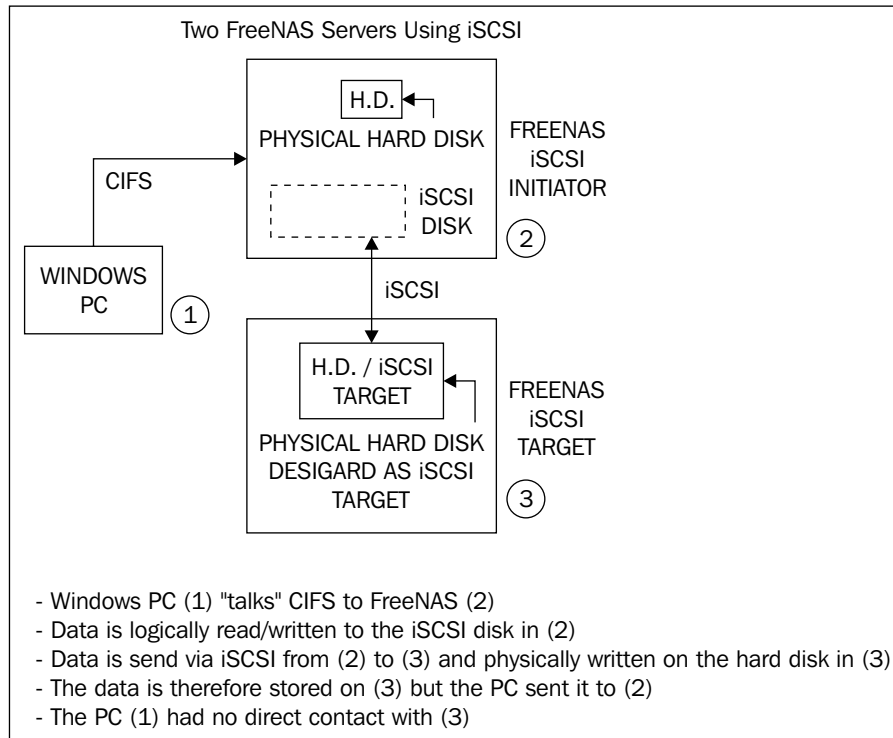 Two FreeNAS Servers Using iSCSI
H.D.
PHYSICAL HARD DISK
FREENAS
iSCSI
INITIATOR
CIFS
iSCSI
DISK
2
WINDOWS
PC
1
iSCSI
H.D. / iSCSI
TARGET
FREENAS
iSCSI
TARGET
PHYSICAL HARD DISK
DESIGARD AS iSCSI
TARGET
3
- Windows PC (1) "talks" CIFS to FreeNAS (2)
- Data is logically read/written to the iSCSI disk in (2)
- Data is send via iSCSI from (2) to (3) and physically written on the hard disk in (3)
- The data is therefore stored on (3) but the PC sent it to (2)
- The PC (1) had no direct contact with (3)